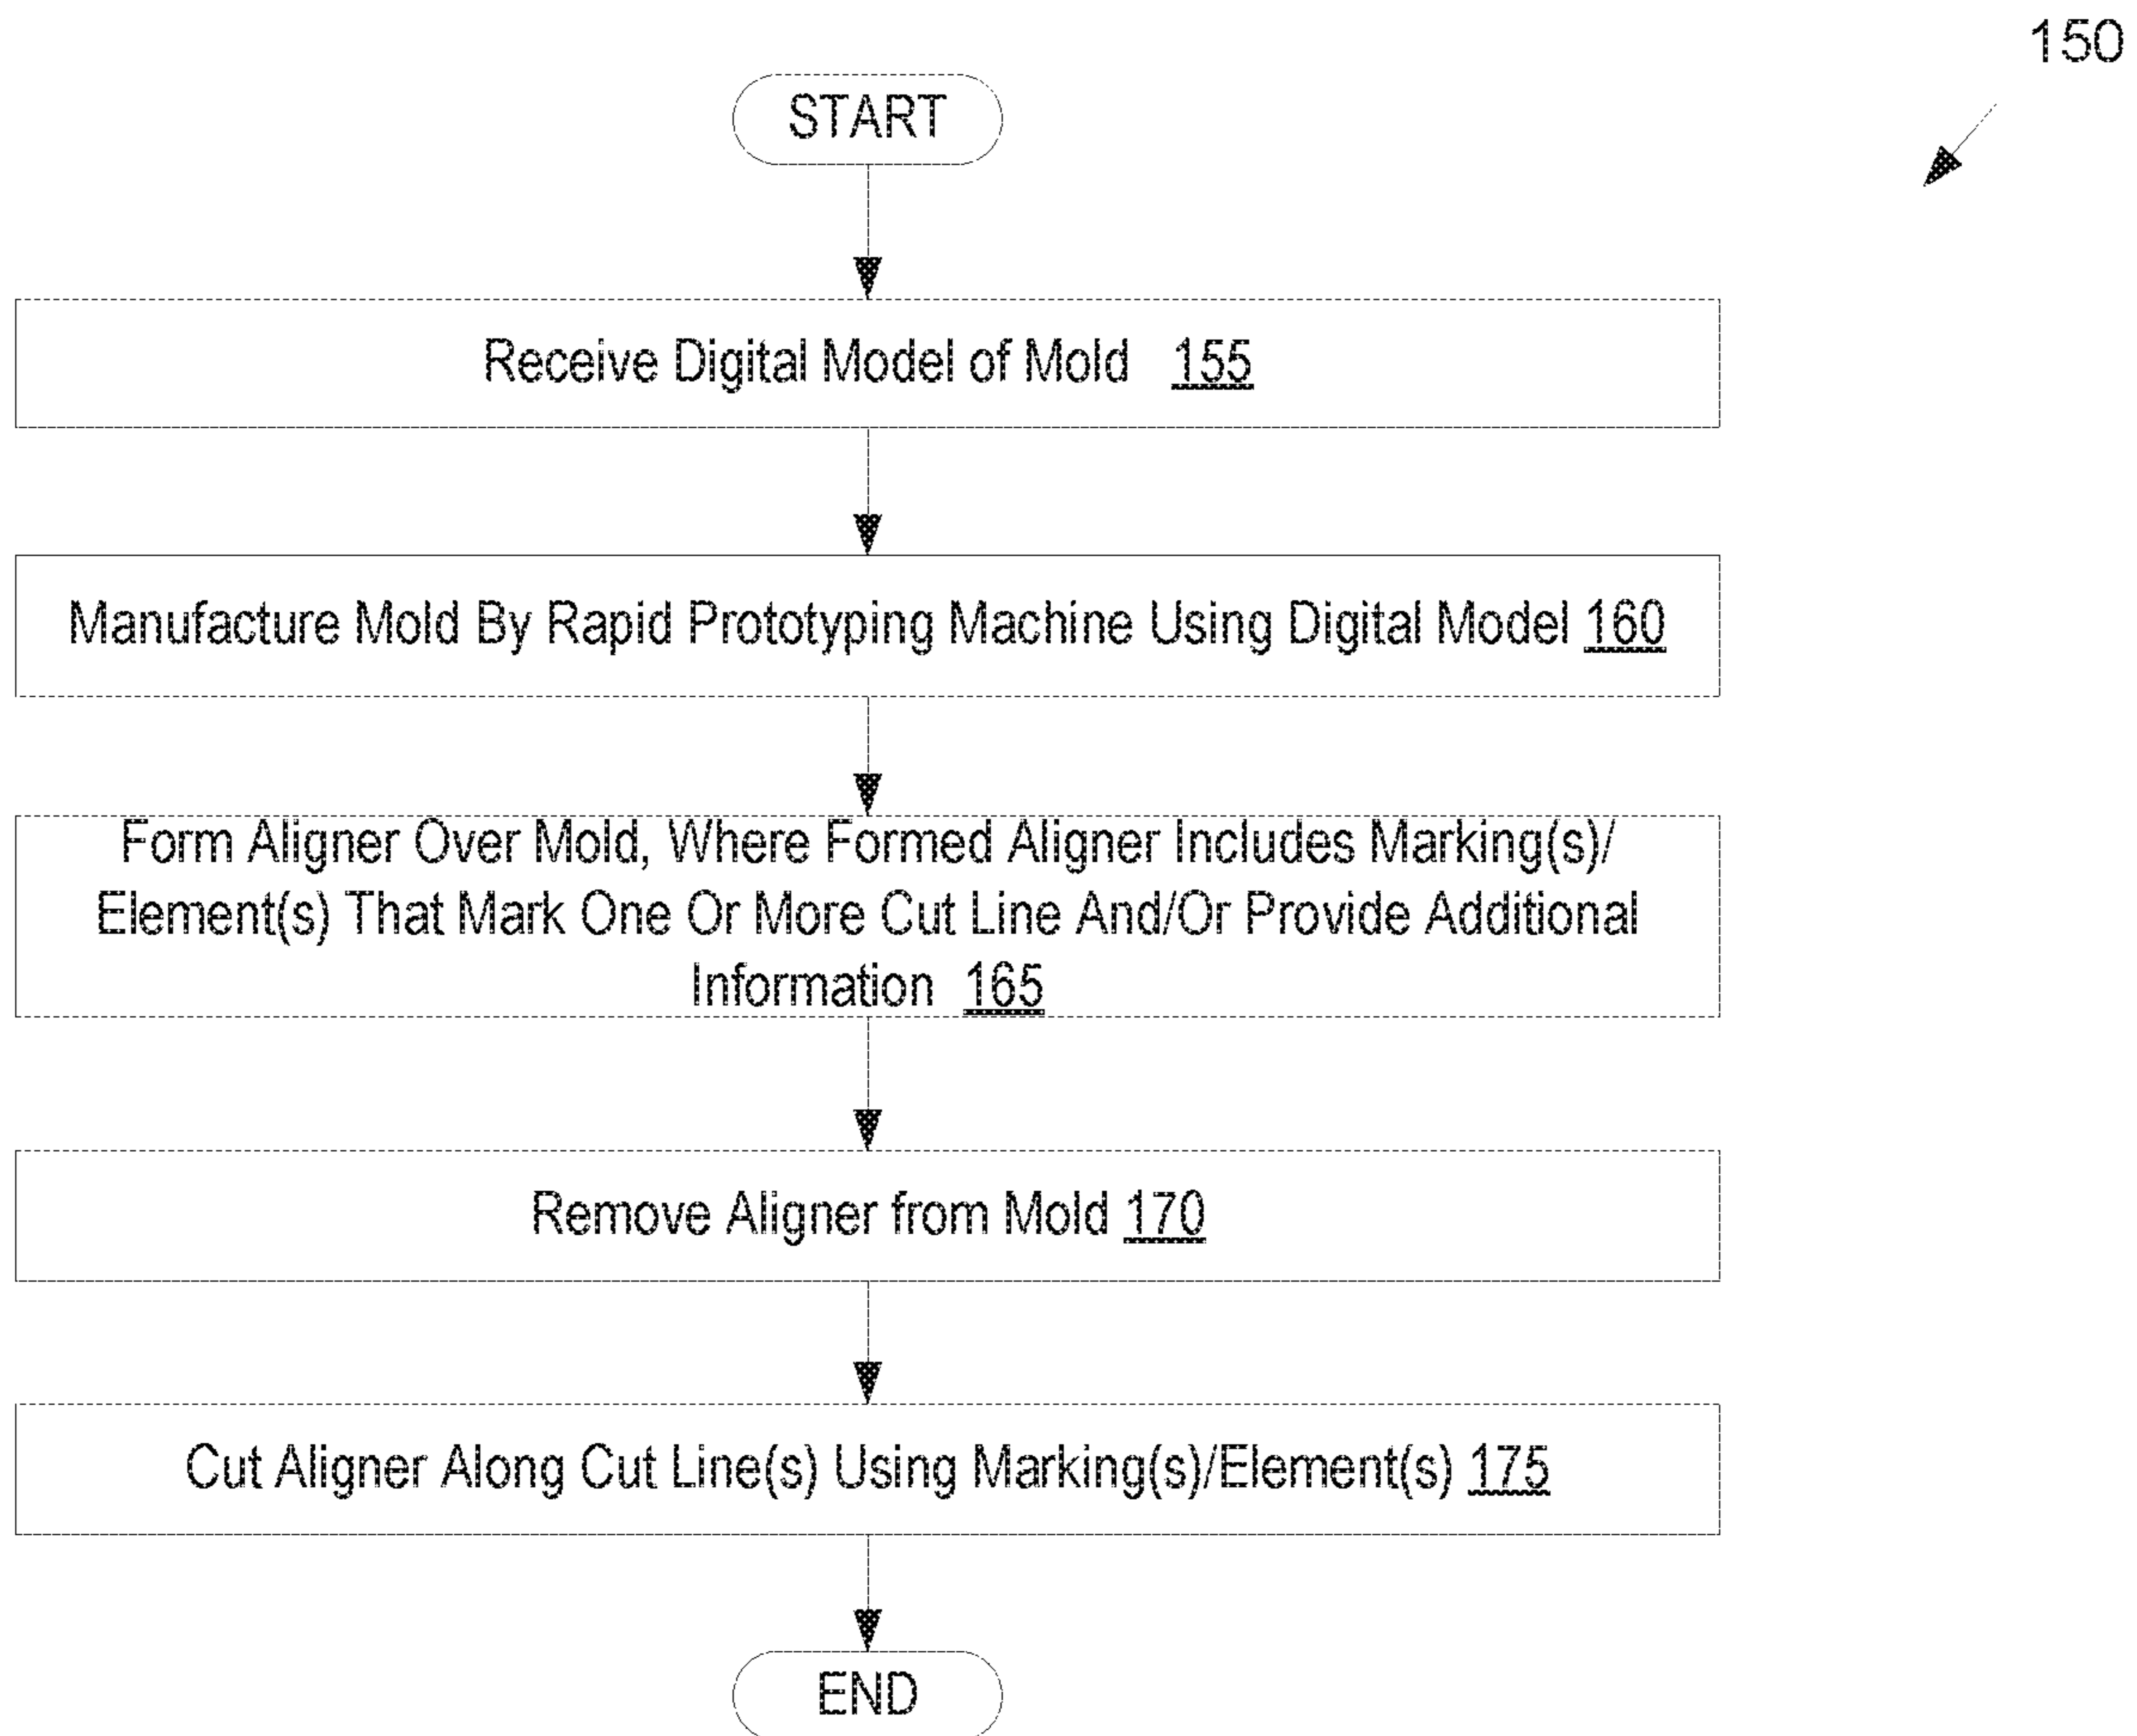 150
START
Receive Digital Model of Mold 155
Manufacture Mold By Rapid Prototyping Machine Using Digital Model 160
Form Aligner Over Mold, Where Formed Aligner Includes Marking(s)/
Element(s) That Mark One Or More Cut Line And/Or Provide Additional
Information 165
Remove Aligner from Mold 170
Cut Aligner Along Cut Line(s) Using Marking(s)/Element(s) 175
END